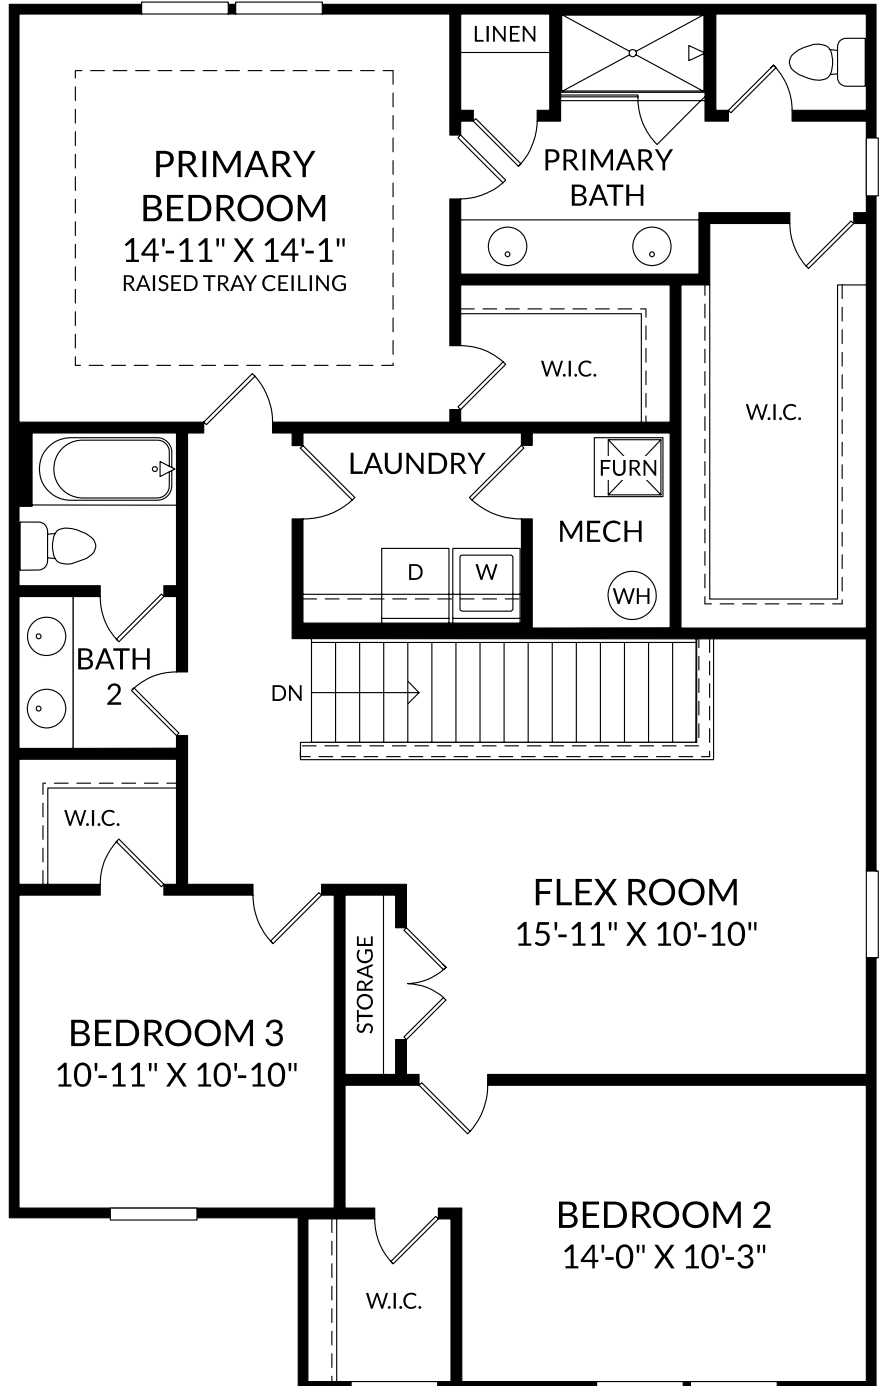 LINEN
PRIMARY
BEDROOM
14'-11" X 14'-1"
RAISED TRAY CEILING
PRIMARY
BATH
W.I.C.
W.I.C.
LAUNDRY
FURN
MECH
D
W
WH
BATH
2
DN
W.I.C.
FLEX ROOM
15'-11" X 10'-10"
STORAGE
BEDROOM 3
10'-11" X 10'-10"
BEDROOM 2
14'-0" X 10'-3"
W.I.C.